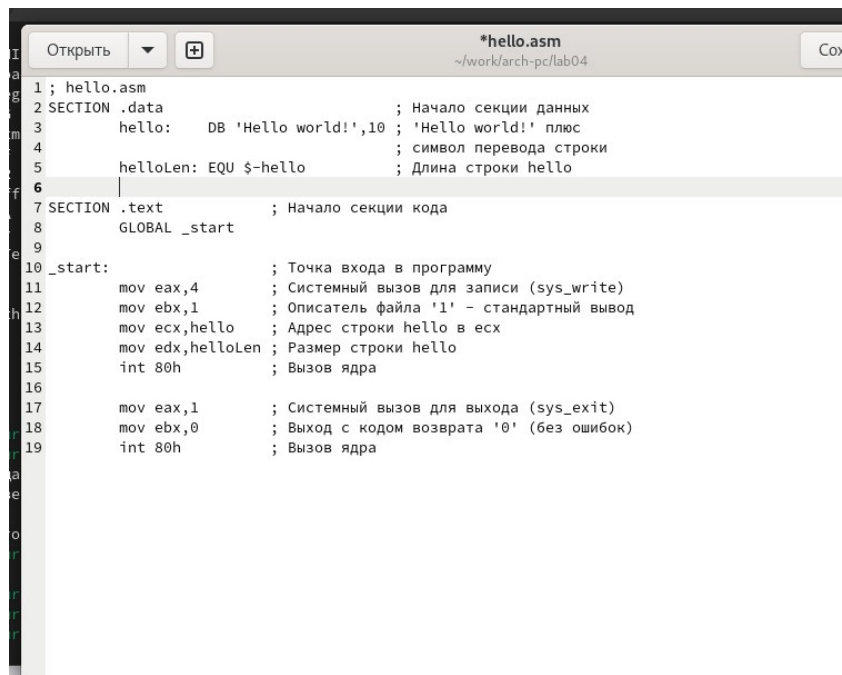 Открыть
*hello.asm
~/work/arch-pc/lab04
1 ; hello.asm
2 SECTION .data ; Начало секции данных
3 hello: DB 'Hello world!',10 ; 'Hello world!' плюс
4 ; символ перевода строки
5 helloLen: EQU $-hello ; Длина строки hello
6
7 SECTION .text ; Начало секции кода
8 GLOBAL _start
9
10 _start: ; Точка входа в программу
11 mov eax,4 ; Системный вызов для записи (sys_write)
12 mov ebx,1 ; Описатель файла '1' - стандартный вывод
13 mov ecx,hello ; Адрес строки hello в ecx
14 mov edx,helloLen ; Размер строки hello
15 int 80h ; Вызов ядра
16
17 mov eax,1 ; Системный вызов для выхода (sys_exit)
18 mov ebx,0 ; Выход с кодом возврата '0' (без ошибок)
19 int 80h ; Вызов ядра